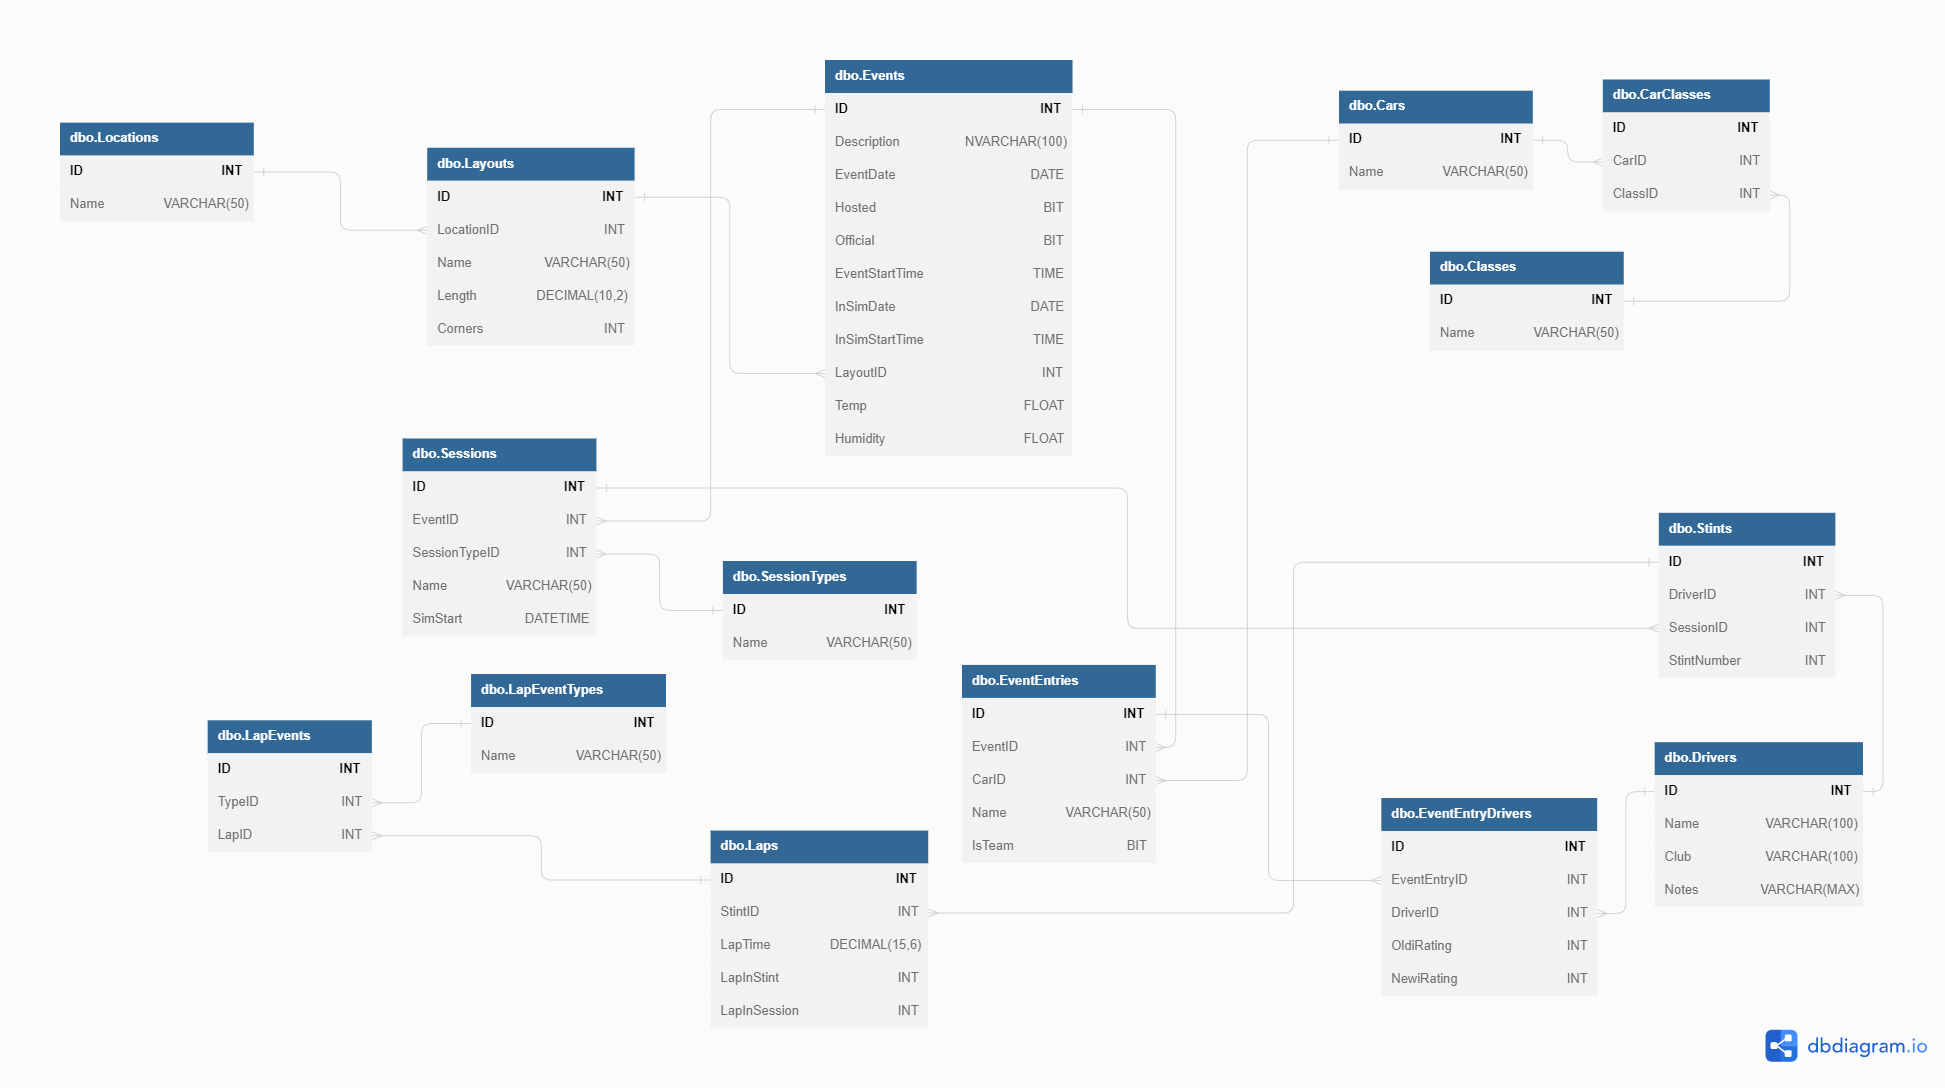 dbo.Locations
ID INT
Name VARCHAR(50)
dbo.Layouts
ID INT
LocationID INT
Name VARCHAR(50)
Length DECIMAL(10,2)
Corners INT
dbo.Events
ID INT
Description NVARCHAR(100)
EventDate DATE
Hosted BIT
Official BIT
EventStartTime TIME
InSimDate DATE
InSimStartTime TIME
LayoutID INT
Temp FLOAT
Humidity FLOAT
dbo.Cars
ID INT
Name VARCHAR(50)
dbo.CarClasses
ID INT
CarID INT
ClassID INT
dbo.Classes
ID INT
Name VARCHAR(50)
dbo.Sessions
ID INT
EventID INT
SessionTypeID INT
Name VARCHAR(50)
SimStart DATETIME
dbo.SessionTypes
ID INT
Name VARCHAR(50)
dbo.Stints
ID INT
DriverID INT
SessionID INT
StintNumber INT
dbo.LapEventTypes
ID INT
Name VARCHAR(50)
dbo.LapEvents
ID INT
TypeID INT
LapID INT
dbo.EventEntries
ID INT
EventID INT
CarID INT
Name VARCHAR(50)
IsTeam BIT
dbo.Laps
ID INT
StintID INT
LapTime DECIMAL(15,6)
LapInStint INT
LapInSession INT
dbo.EventEntryDrivers
ID INT
EventEntryID INT
DriverID INT
OldiRating INT
NewiRating INT
dbo.Drivers
ID INT
Name VARCHAR(100)
Club VARCHAR(100)
Notes VARCHAR(MAX)
dbdiagram.io